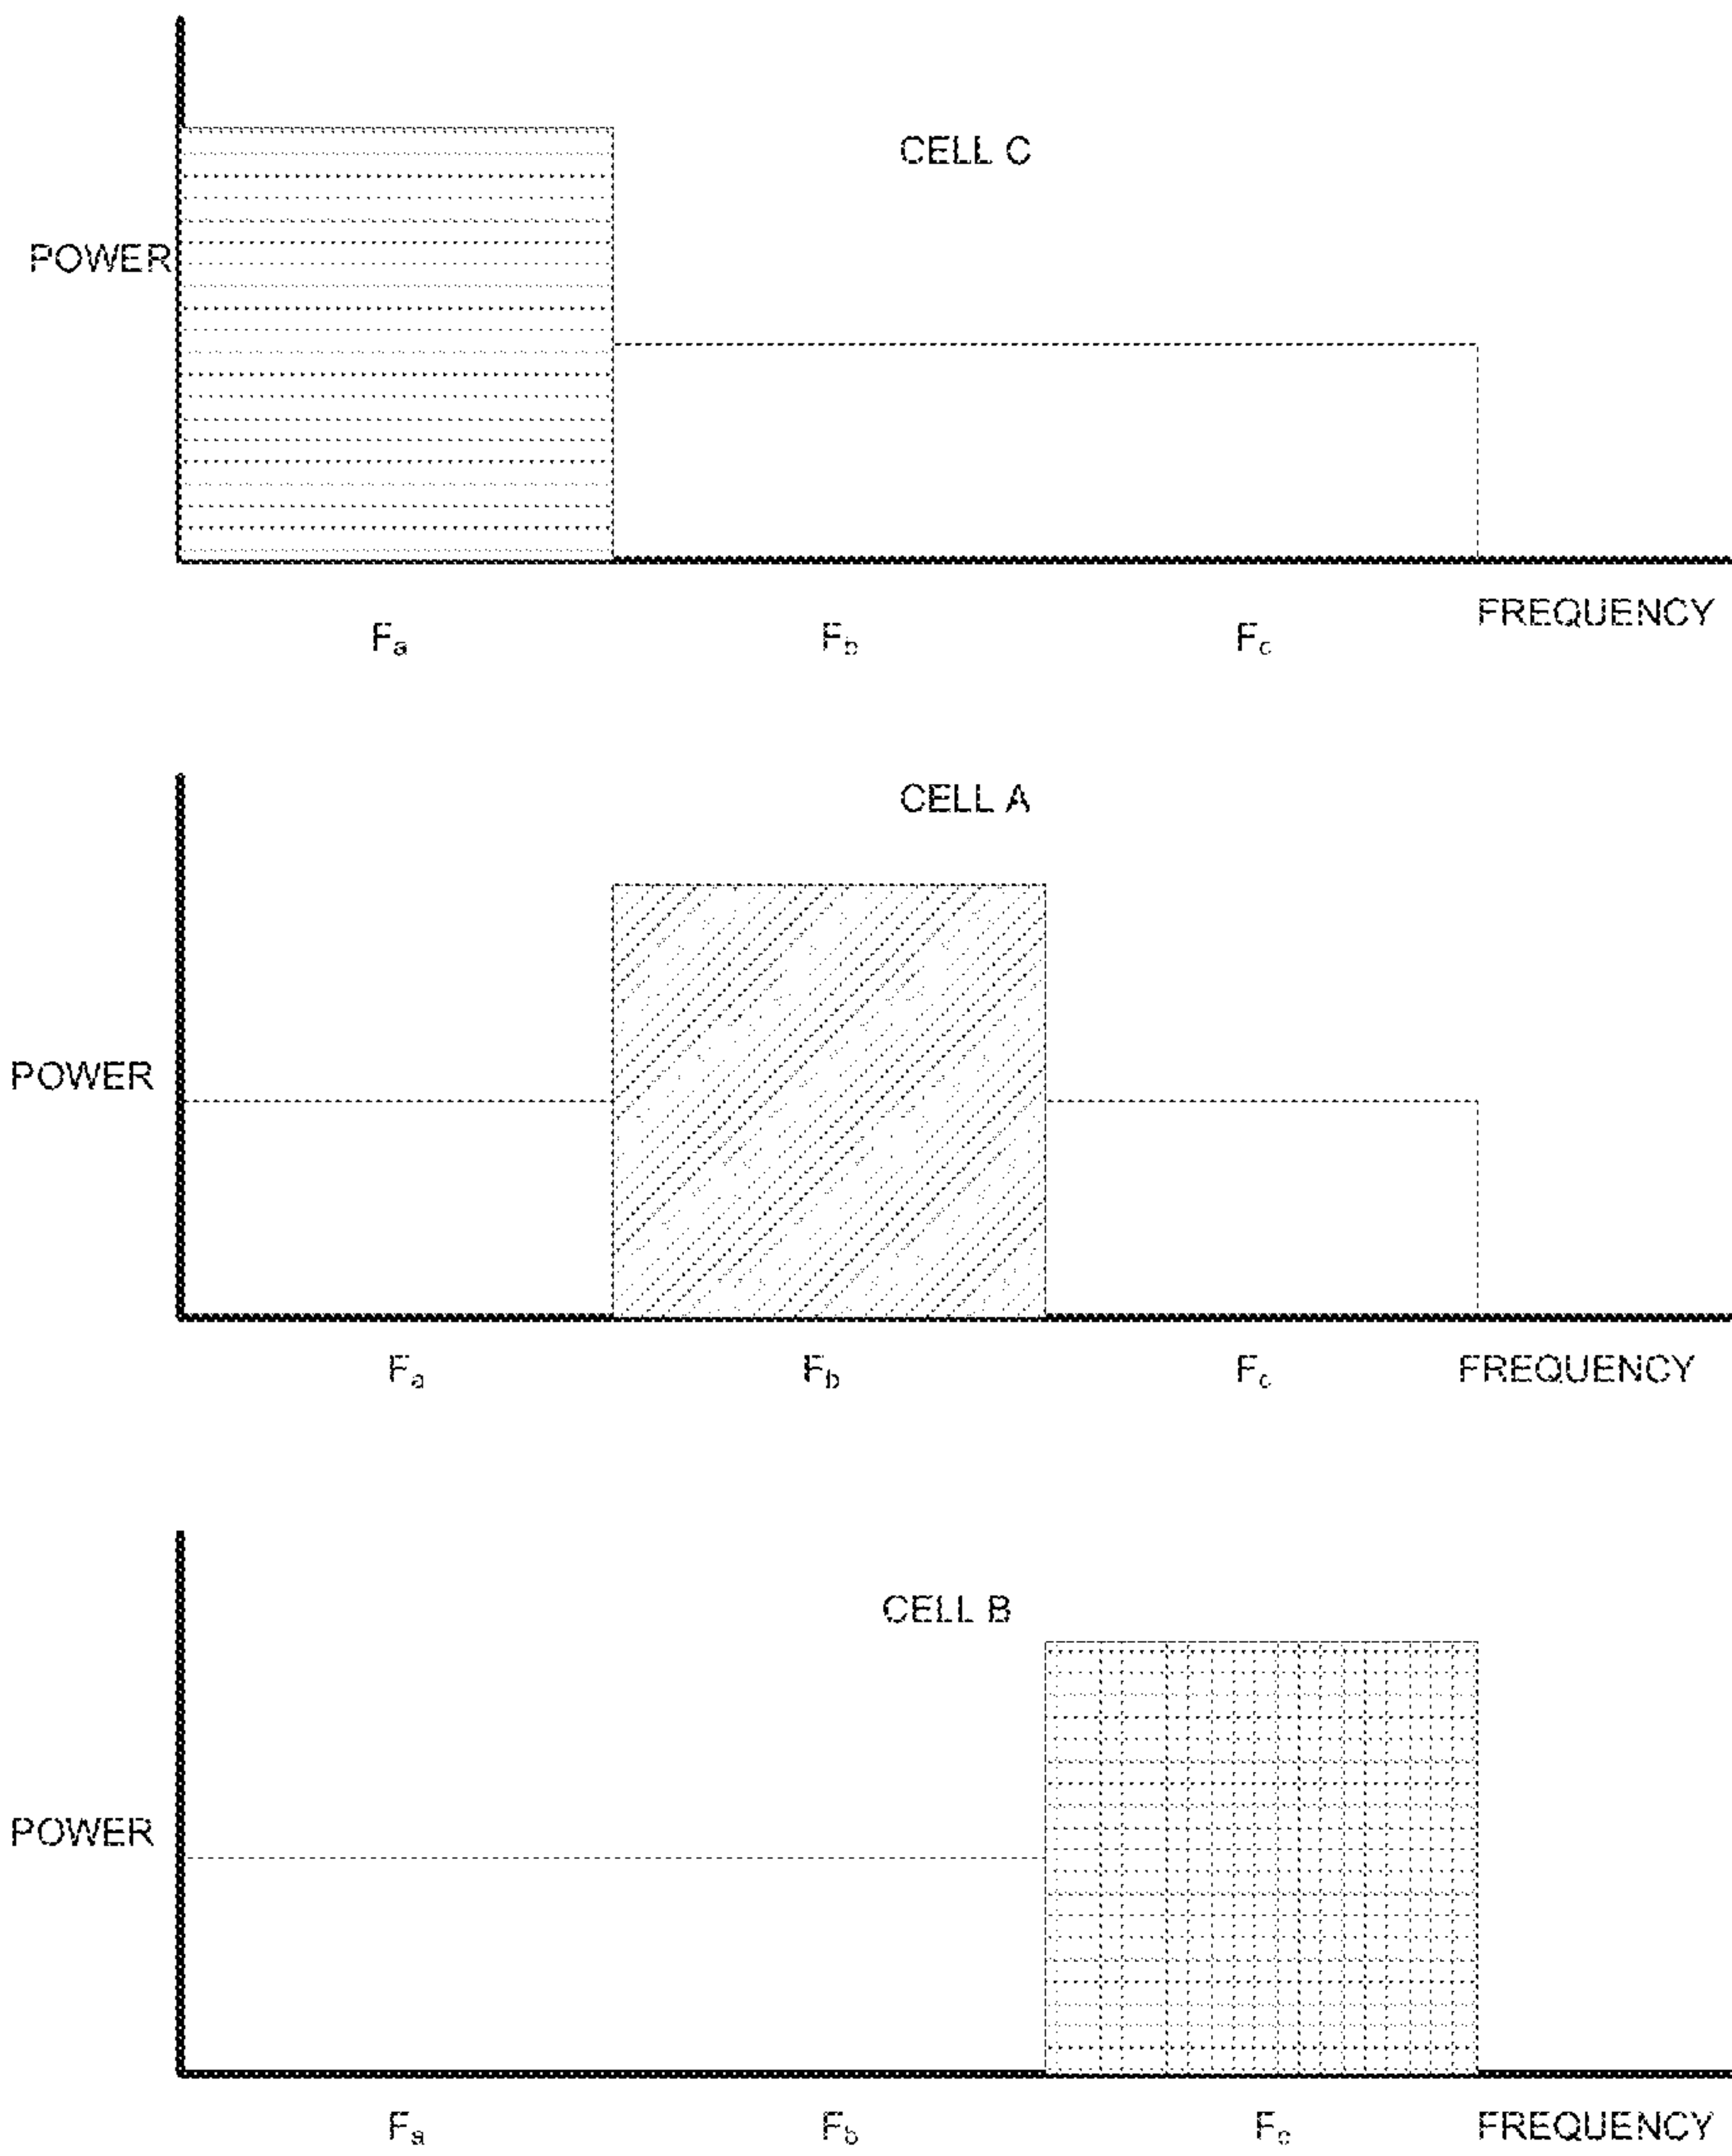 CELL C
POWER
FREQUENCY
Fa Fb Fc
CELL A
POWER
Fa Fb Fc FREQUENCY
CELL B
POWER
Fa Fb Fc FREQUENCY